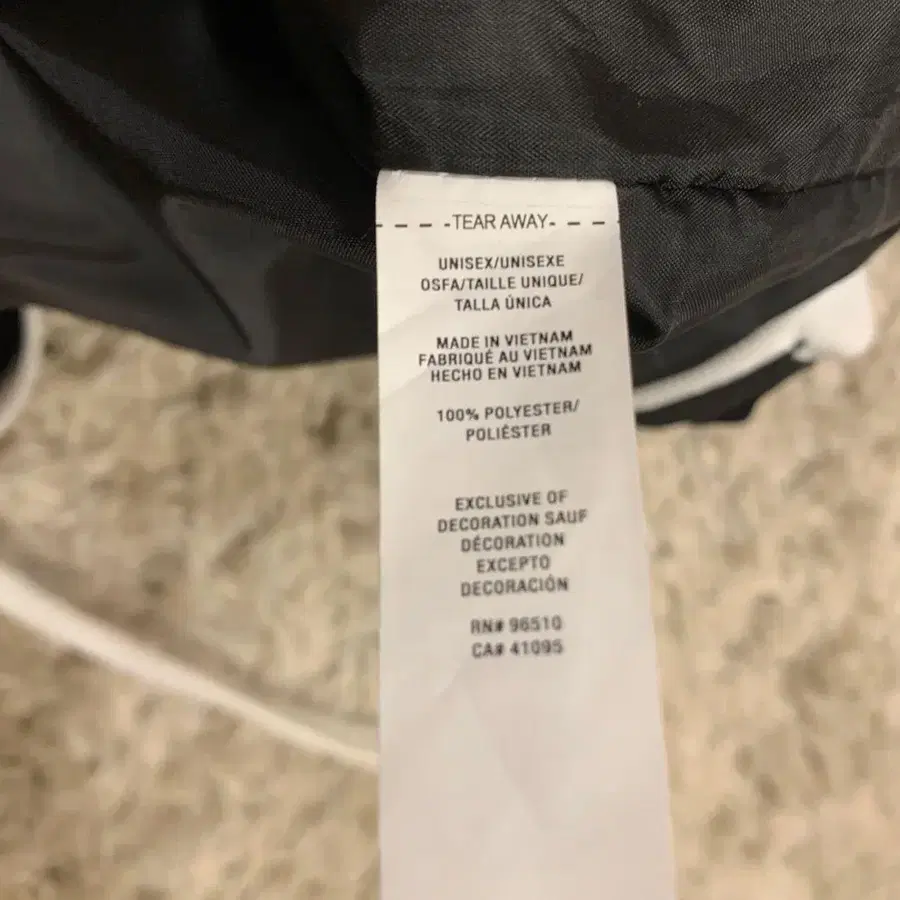 - - - -TEAR AWAY- - - -
UNISEX/UNISEXE
OSFA/TAILLE UNIQUE/
TALLA ÚNICA
MADE IN VIETNAM
FABRIQUÉ AU VIETNAM
HECHO EN VIETNAM
100% POLYESTER/
POLIÉSTER
EXCLUSIVE OF
DECORATION SAUF
DÉCORATION
EXCEPTO
DECORACIÓN
RN# 96510
CA# 41095